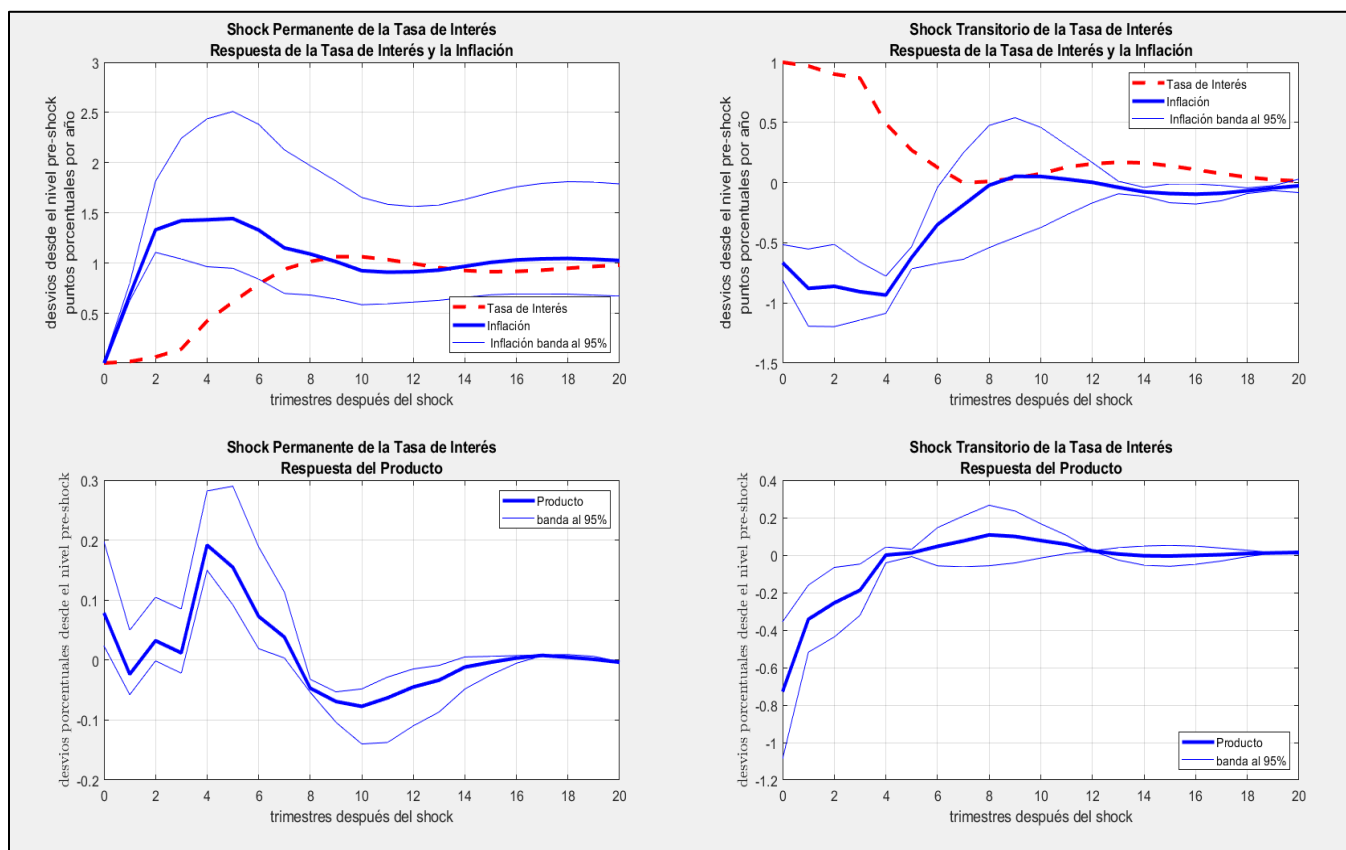 Shock Permanente de la Tasa de Interés
Respuesta de la Tasa de Interés y la Inflación
desvios desde el nivel pre-shock
puntos porcentuales por año
3
2.5
2
1.5
1
0.5
Tasa de Interés
Inflación
Inflación banda al 95%
0 2 4 6 8 10 12 14 16 18 20
trimestres después del shock
Shock Transitorio de la Tasa de Interés
Respuesta de la Tasa de Interés y la Inflación
desvios desde el nivel pre-shock
puntos porcentuales por año
1
0.5
0
-0.5
-1
-1.5
Tasa de Interés
Inflación
Inflación banda al 95%
0 2 4 6 8 10 12 14 16 18 20
trimestres después del shock
Shock Permanente de la Tasa de Interés
Respuesta del Producto
desvios porcentuales desde el nivel pre-shock
0.3
0.2
0.1
0
-0.1
-0.2
Producto
banda al 95%
0 2 4 6 8 10 12 14 16 18 20
trimestres después del shock
Shock Transitorio de la Tasa de Interés
Respuesta del Producto
desvios porcentuales desde el nivel pre-shock
0.4
0.2
0
-0.2
-0.4
-0.6
-0.8
-1
-1.2
Producto
banda al 95%
0 2 4 6 8 10 12 14 16 18 20
trimestres después del shock